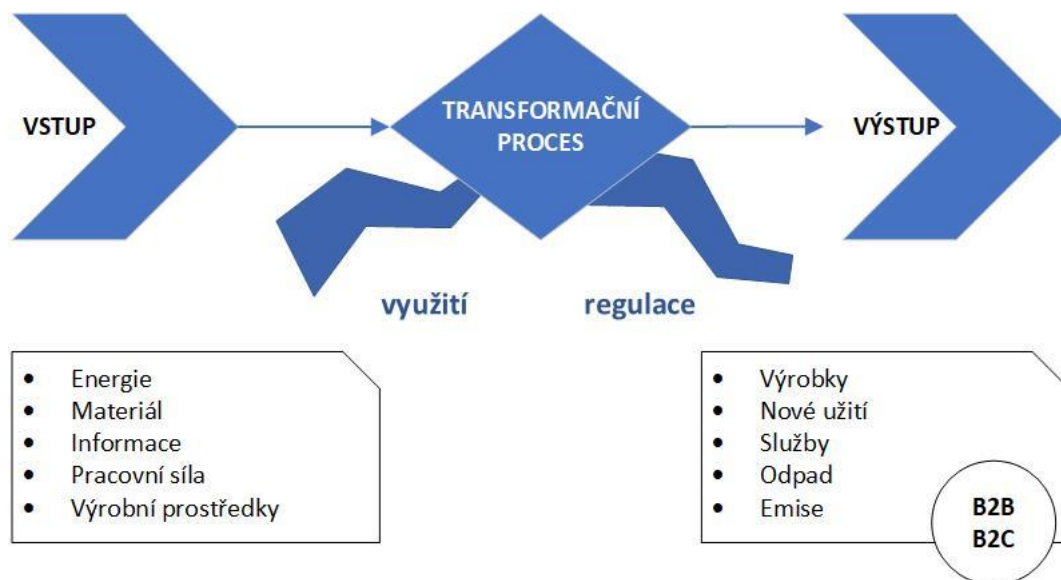 VSTUP
TRANSFORMAČNÍ
PROCES
VÝSTUP
využití
regulace
• Energie
• Materiál
• Informace
• Pracovní síla
• Výrobní prostředky
• Výrobky
• Nové užití
• Služby
• Odpad
• Emise
B2B
B2C